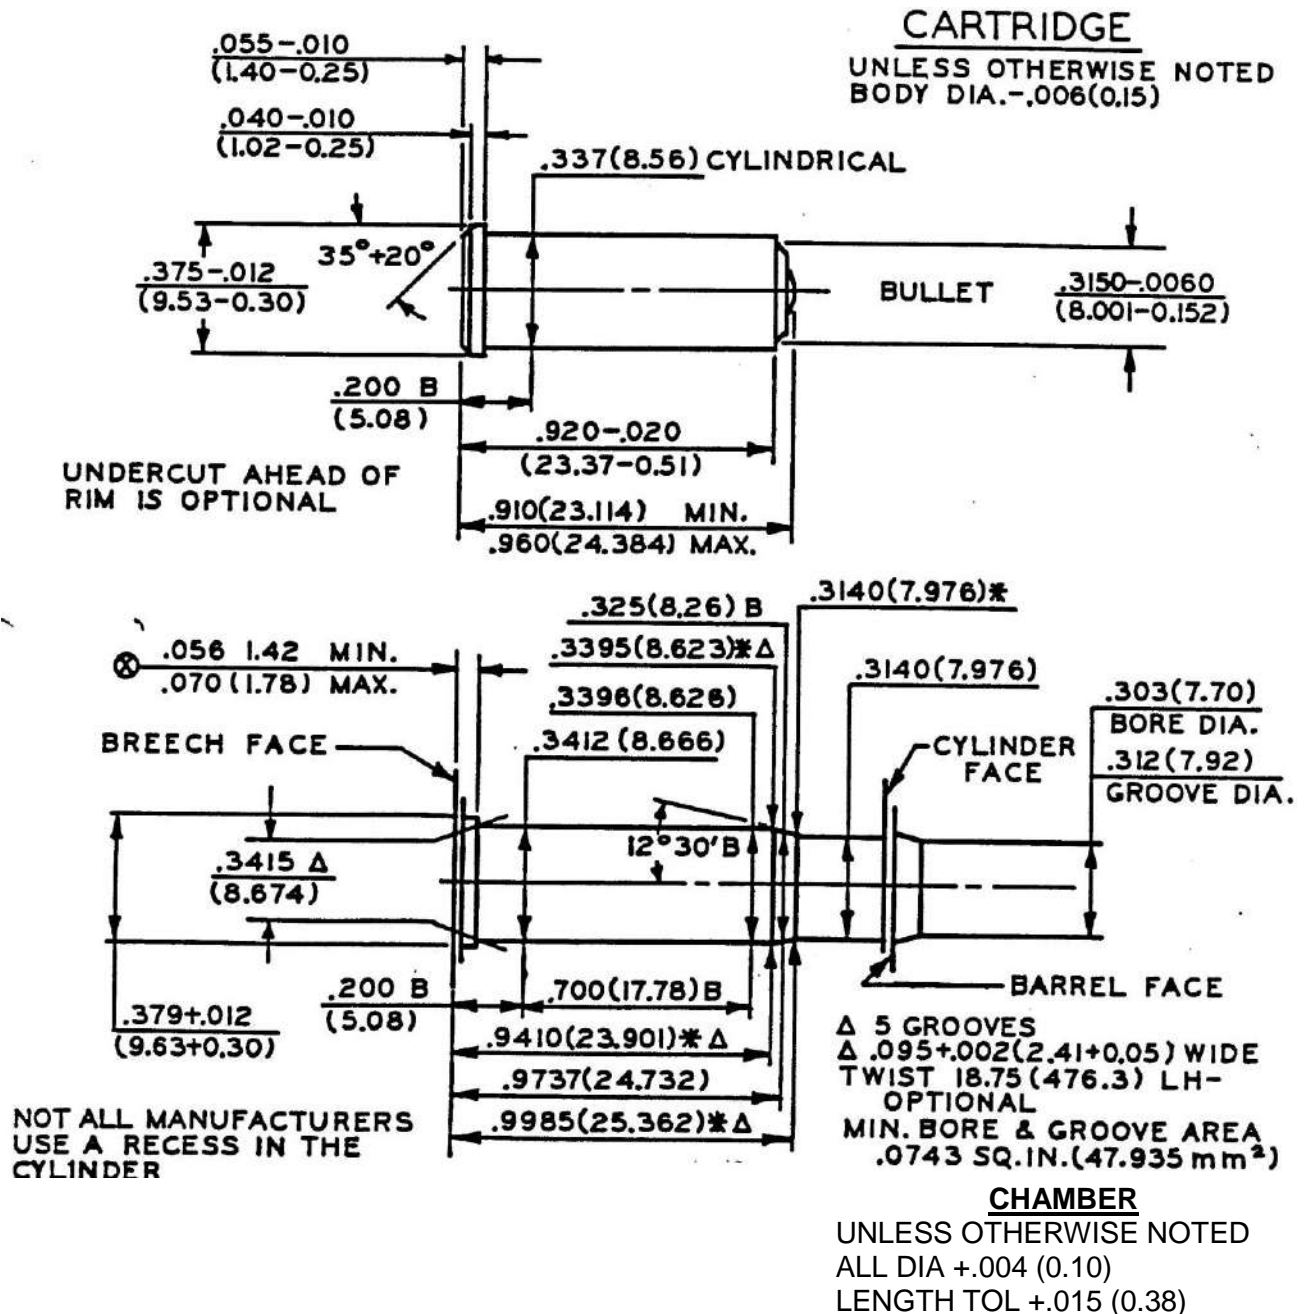 CARTRIDGE
UNLESS OTHERWISE NOTED
BODY DIA.-.006(0.15)
.055-.010
(1.40-0.25)
.040-.010
(1.02-0.25)
.337(8.56) CYLINDRICAL
35°+20°
.375-.012
(9.53-0.30)
BULLET
.3150-.0060
(8.001-0.152)
.200 B
(5.08)
.920-.020
(23.37-0.51)
UNDERCUT AHEAD OF
RIM IS OPTIONAL
.910(23.114) MIN.
.960(24.384) MAX.
.3140(7.976)*
.325(8.26) B
.056 1.42 MIN.
.070 (1.78) MAX.
.3395(8.623)*Δ
.3140(7.976)
.3396(8.626)
.303(7.70)
BORE DIA.
BREECH FACE
.3412 (8.666)
CYLINDER
FACE
.312(7.92)
GROOVE DIA.
12°30'B
.3415 Δ
(8.674)
.200 B
(5.08)
.700(17.78)B
BARREL FACE
.379+.012
(9.63+0.30)
.9410(23.901)*Δ
.9737(24.732)
.9985(25.362)*Δ
Δ 5 GROOVES
Δ .095+.002(2.41+0.05) WIDE
TWIST 18.75 (476.3) LH-
OPTIONAL
MIN. BORE & GROOVE AREA
.0743 SQ.IN.(47.935 mm²)
NOT ALL MANUFACTURERS
USE A RECESS IN THE
CYLINDER
CHAMBER
UNLESS OTHERWISE NOTED
ALL DIA +.004 (0.10)
LENGTH TOL +.015 (0.38)